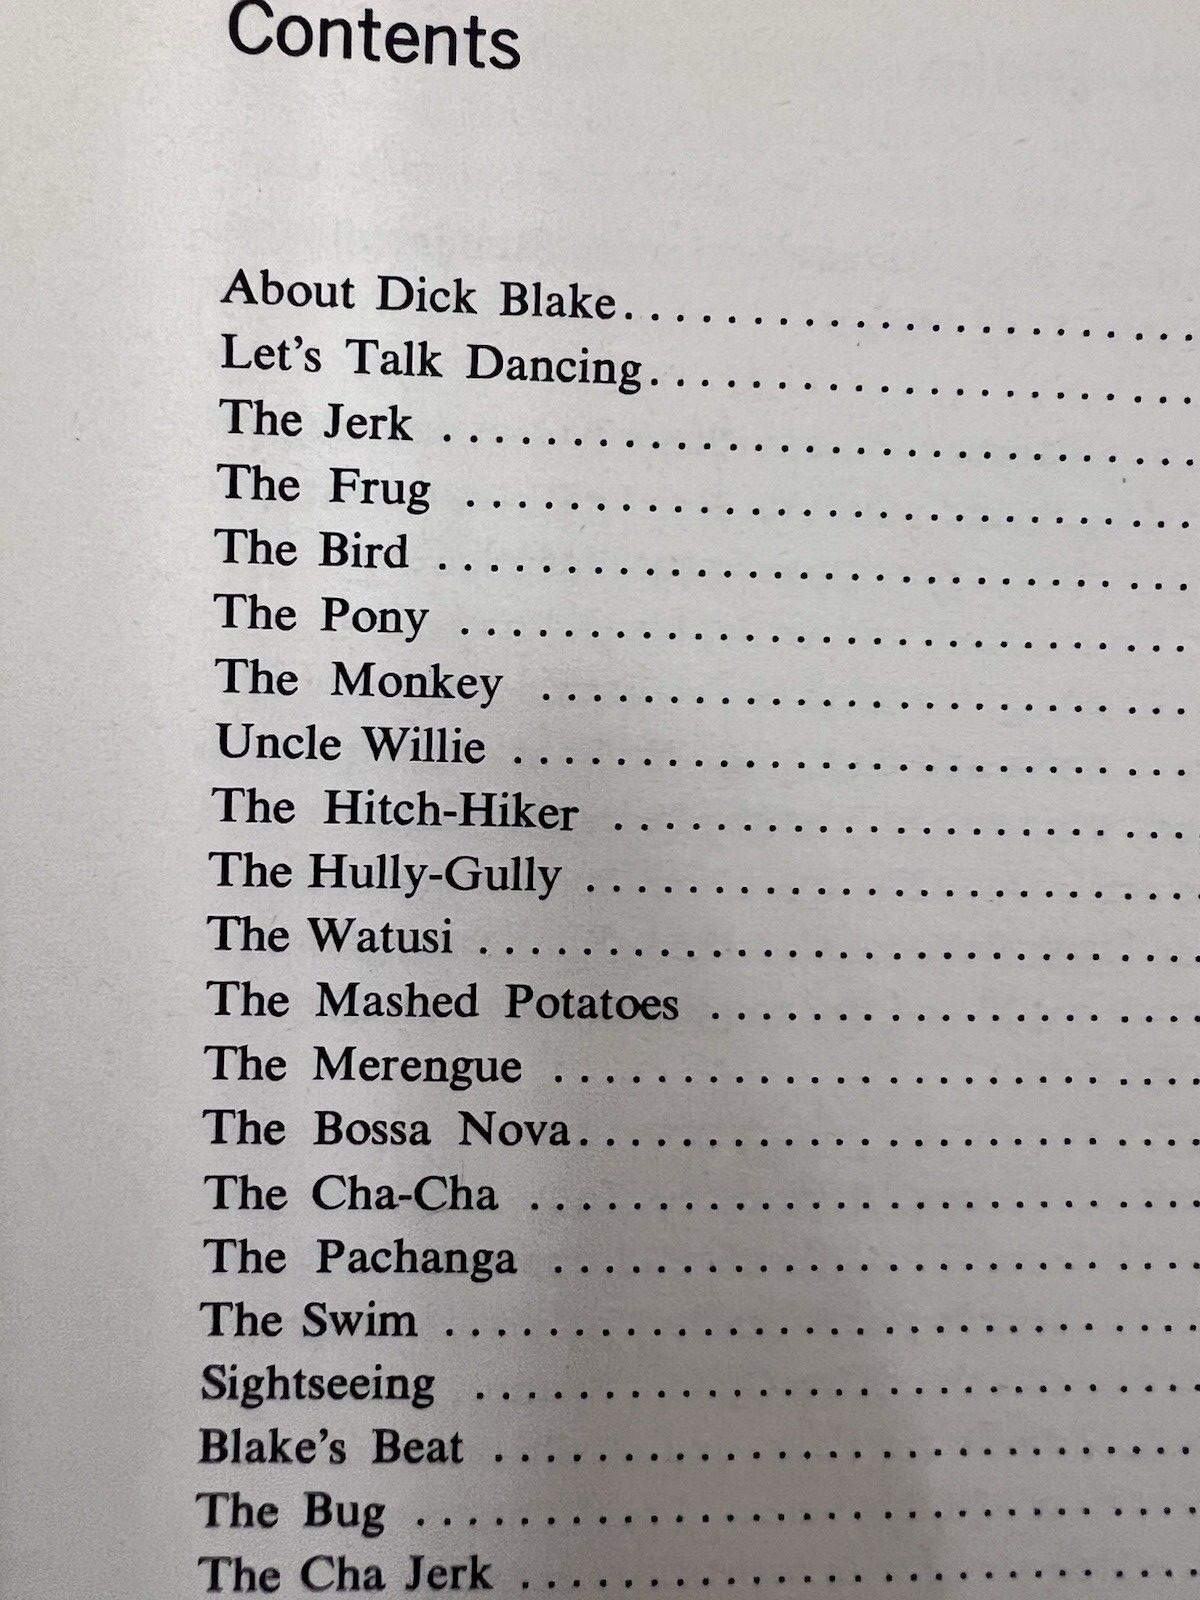 Contents
About Dick Blake......................
Let's Talk Dancing.....................
The Jerk ..............................
The Frug .............................
The Bird ..............................
The Pony .............................
The Monkey ..........................
Uncle Willie ...........................
The Hitch-Hiker .......................
The Hully-Gully ........................
The Watusi ............................
The Mashed Potatoes ...................
The Merengue .........................
The Bossa Nova........................
The Cha-Cha ..........................
The Pachanga .........................
The Swim .............................
Sightseeing ............................
Blake's Beat ...........................
The Bug ..............................
The Cha Jerk ..........................